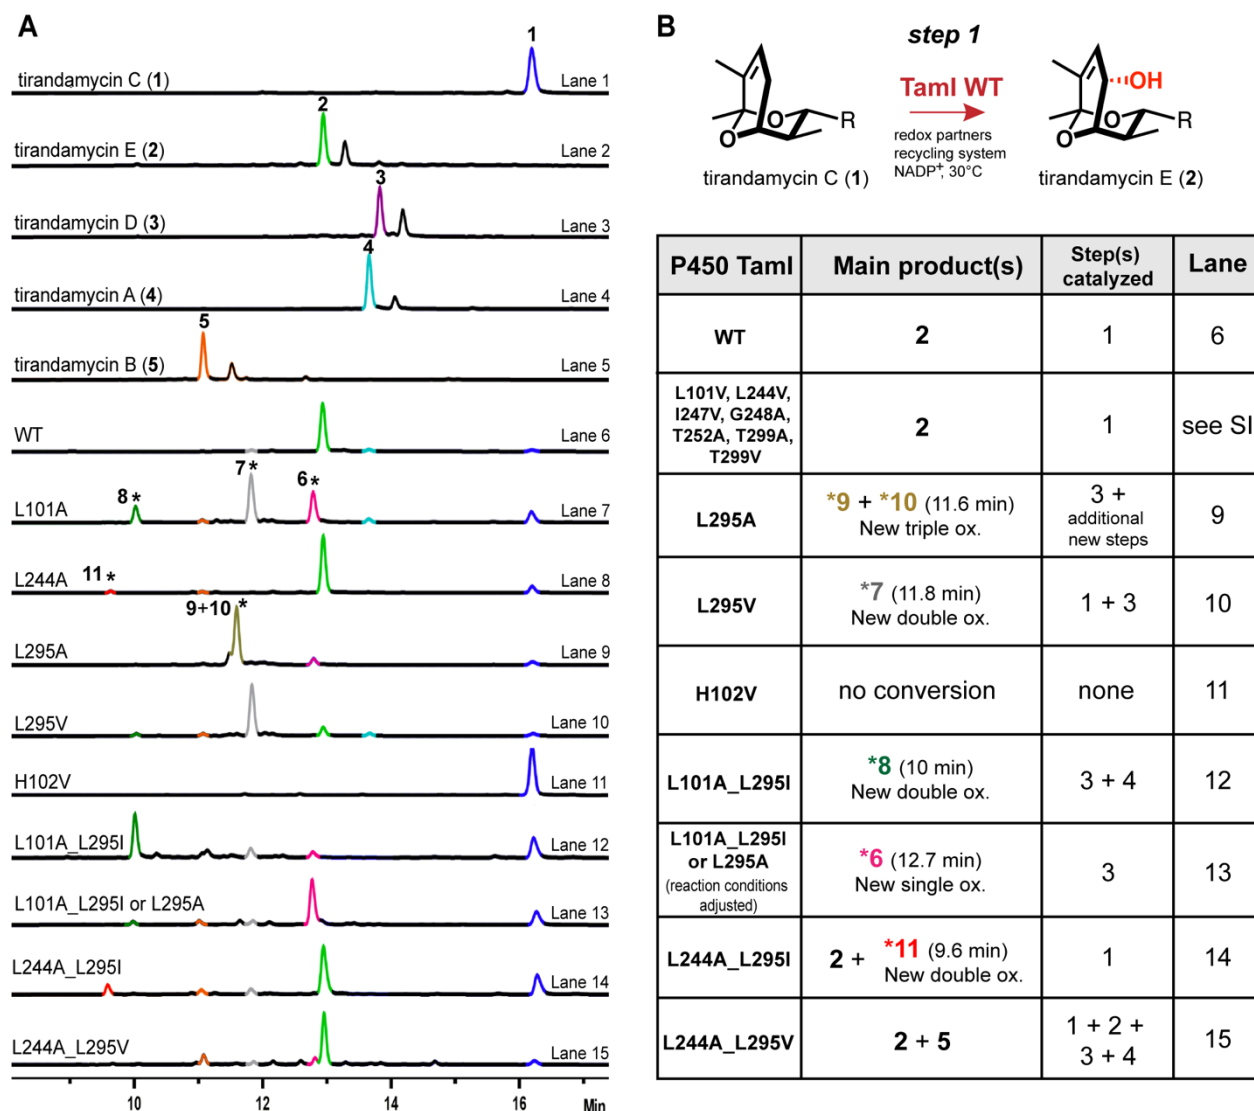 A
1
tirandamycin C (1)
Lane 1
2
tirandamycin E (2)
Lane 2
3
tirandamycin D (3)
Lane 3
4
tirandamycin A (4)
Lane 4
5
tirandamycin B (5)
Lane 5
WT
Lane 6
7*
8*
6*
L101A
Lane 7
11*
L244A
Lane 8
9+10*
L295A
Lane 9
L295V
Lane 10
H102V
Lane 11
L101A_L295I
Lane 12
L101A_L295I or L295A
Lane 13
L244A_L295I
Lane 14
L244A_L295V
Lane 15
10 12 14 16 Min
B
step 1
TamI WT
redox partners
recycling system
NADP+, 30°C
O
O
R
tirandamycin C (1)
OH
O
O
R
tirandamycin E (2)
P450 TamI Main product(s) Step(s) catalyzed Lane
WT 2 1 6
L101V, L244V,
I247V, G248A,
T252A, T299A,
T299V
2 1 see SI
L295A
*9 + *10 (11.6 min)
New triple ox.
3 +
additional
new steps
9
L295V
*7 (11.8 min)
New double ox.
1 + 3
10
H102V no conversion none 11
L101A_L295I
*8 (10 min)
New double ox.
3 + 4
12
L101A_L295I
or L295A
(reaction conditions
adjusted)
*6 (12.7 min)
New single ox.
3
13
L244A_L295I
2 + *11 (9.6 min)
New double ox.
1
14
L244A_L295V
2 + 5
1 + 2 +
3 + 4
15